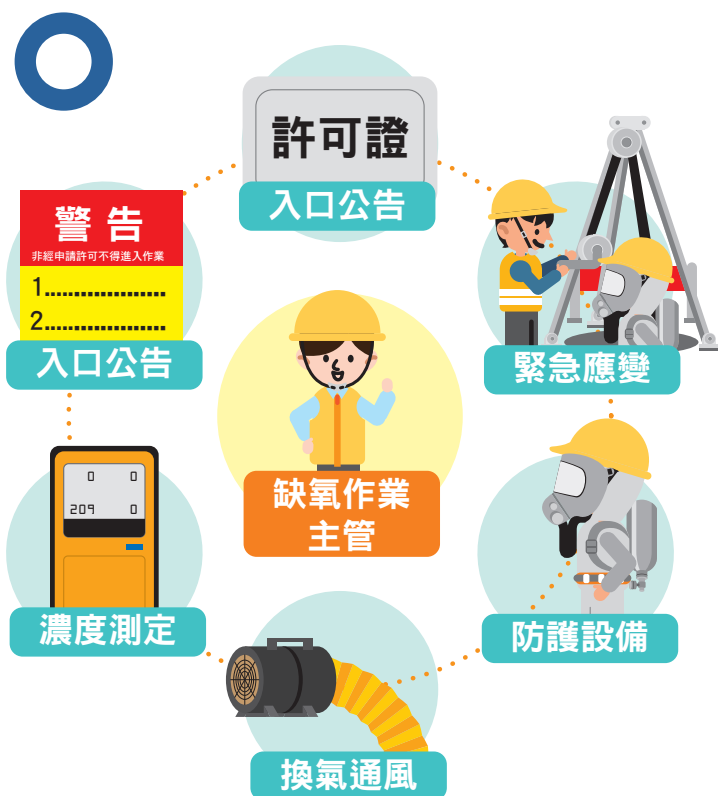 許可證
入口公告
警告
非經申請許可不得進入作業
1...................
2...................
入口公告
緊急應變
缺氧作業
主管
0 0
209 0
濃度測定
防護設備
換氣通風